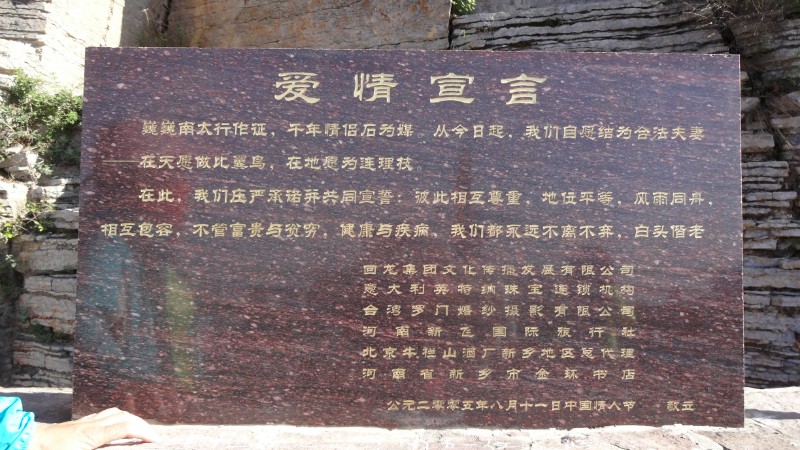 爱情宣言
巍巍南太行作证，千年情侣石为媒 从今日起，我们自愿结为合法夫妻
——在天愿做比翼鸟，在地愿为连理枝
在此，我们庄严承诺并共同宣誓：彼此相互尊重，地位平等，风雨同舟，
相互包容，不管富贵与贫穷，健康与疾病，我们都永远不离不弃，白头偕老
回龙集团文化传播发展有限公司
意大利英特纳珠宝连锁机构
台湾罗门婚纱摄影有限公司
河南新飞国际旅行社
北京牛栏山酒厂新乡地区总代理
河南省新乡市金环书店
公元二零零五年八月十一日中国情人节 敬立